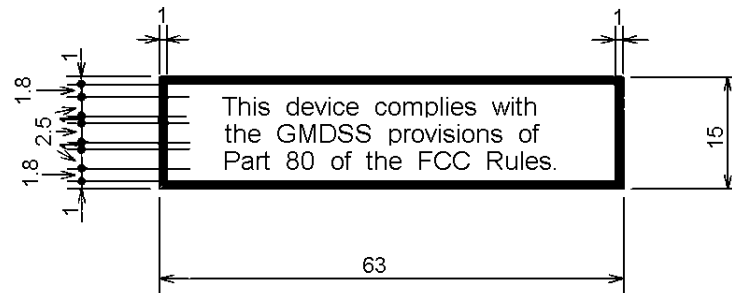 1 1
1
1.8
2.5
1.8
1
This device complies with
the GMDSS provisions of
Part 80 of the FCC Rules.
15
63